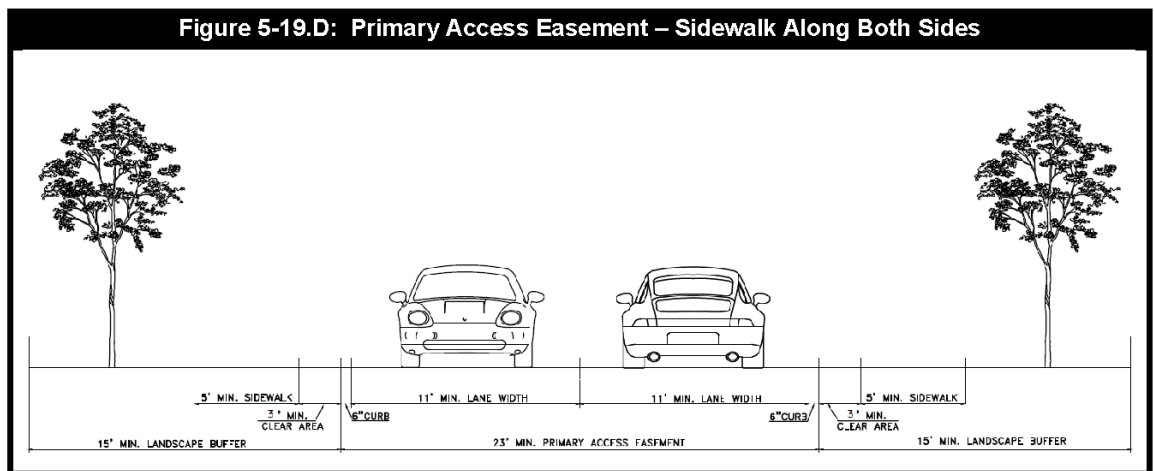 Figure 5-19.D: Primary Access Easement – Sidewalk Along Both Sides
5' MIN. SIDEWALK
3' MIN.
CLEAR AREA
6"CURB
11' MIN. LANE WIDTH
11' MIN. LANE WIDTH
6"CURB
3' MIN.
CLEAR AREA
5' MIN. SIDEWALK
15' MIN. LANDSCAPE BUFFER
23' MIN. PRIMARY ACCESS EASEMENT
15' MIN. LANDSCAPE BUFFER